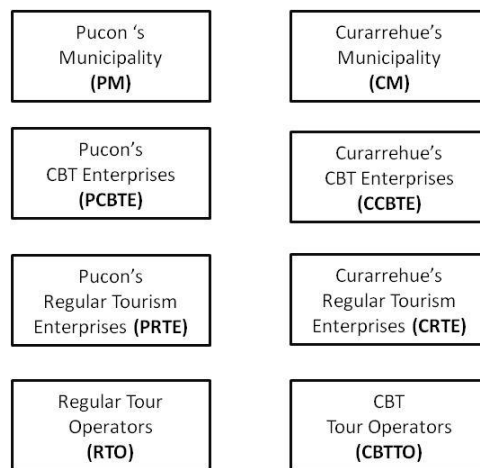 Pucon ‘s
Municipality
(PM)
Curarrehue’s
Municipality
(CM)
Pucon’s
CBT Enterprises
(PCBTE)
Curarrehue’s
CBT Enterprises
(CCBTE)
Pucon’s
Regular Tourism
Enterprises (PRTE)
Curarrehue’s
Regular Tourism
Enterprises (CRTE)
Regular Tour
Operators
(RTO)
CBT
Tour Operators
(CBTTO)